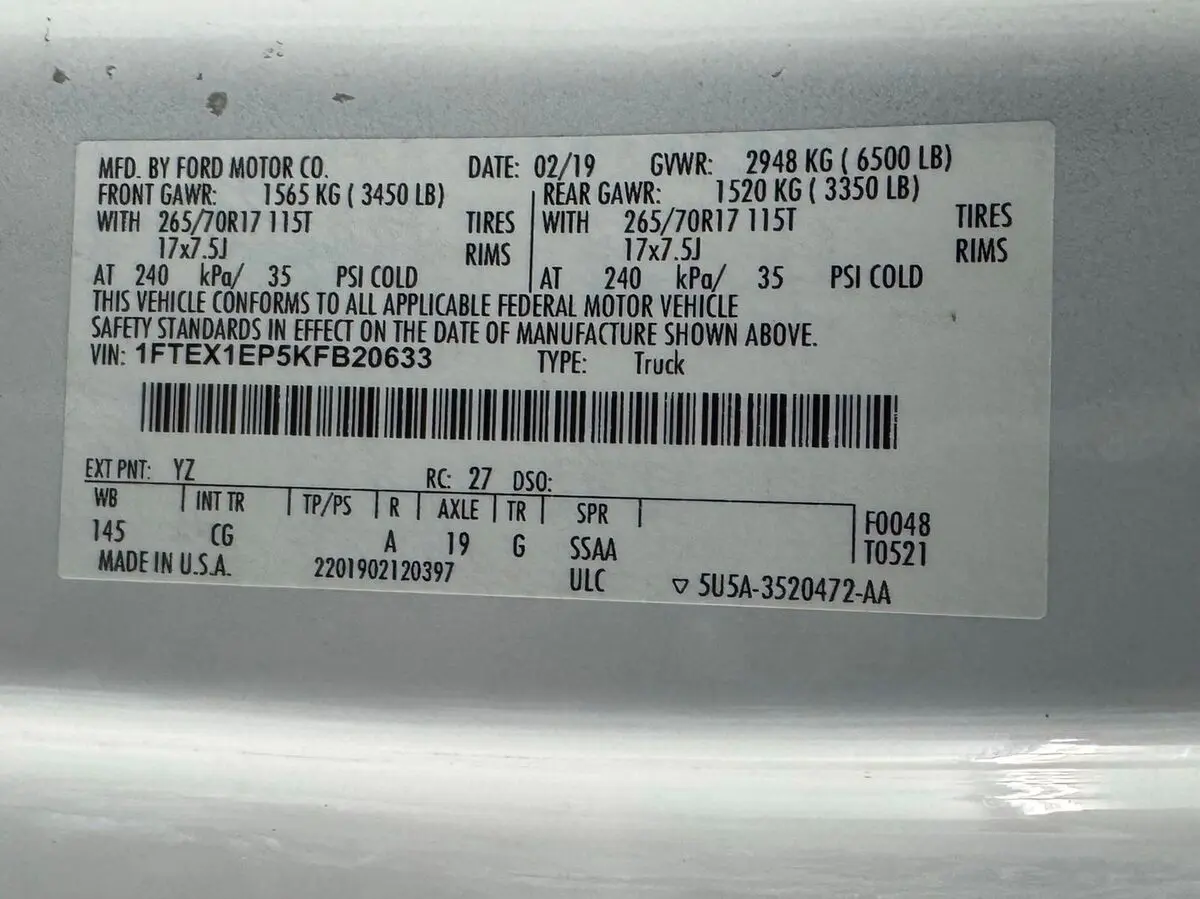 MFD. BY FORD MOTOR CO. DATE: 02/19 GVWR: 2948 KG ( 6500 LB)
FRONT GAWR: 1565 KG ( 3450 LB) REAR GAWR: 1520 KG ( 3350 LB)
WITH 265/70R17 115T TIRES WITH 265/70R17 115T TIRES
17x7.5J RIMS 17x7.5J RIMS
AT 240 kPa/ 35 PSI COLD AT 240 kPa/ 35 PSI COLD
THIS VEHICLE CONFORMS TO ALL APPLICABLE FEDERAL MOTOR VEHICLE
SAFETY STANDARDS IN EFFECT ON THE DATE OF MANUFACTURE SHOWN ABOVE.
VIN: 1FTEX1EP5KFB20633 TYPE: Truck
EXT PNT: YZ RC: 27 DSO:
WB INT TR TP/PS R AXLE TR SPR F0048
145 CG A 19 G SSAA T0521
MADE IN U.S.A. 2201902120397 ULC ▽ 5U5A-3520472-AA